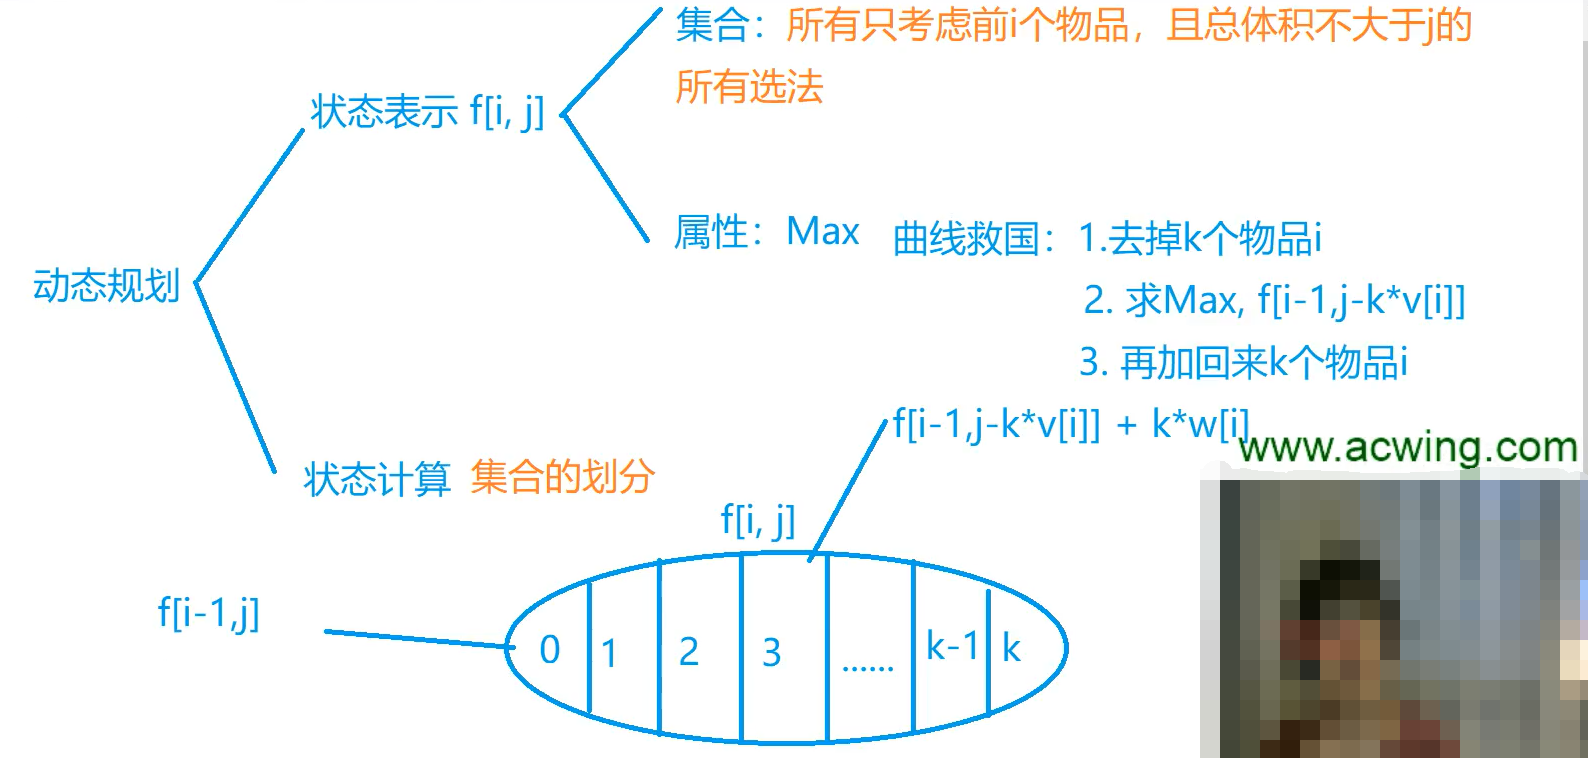 集合：所有只考虑前i个物品，且总体积不大于j的
所有选法
状态表示 f[i, j]
属性：Max
曲线救国：1.去掉k个物品i
2. 求Max, f[i-1,j-k*v[i]]
3. 再加回来k个物品i
动态规划
f[i-1,j-k*v[i]] + k*w[i]
www.acwing.com
状态计算 集合的划分
f[i, j]
f[i-1,j]
0 1 2 3 ...... k-1 k